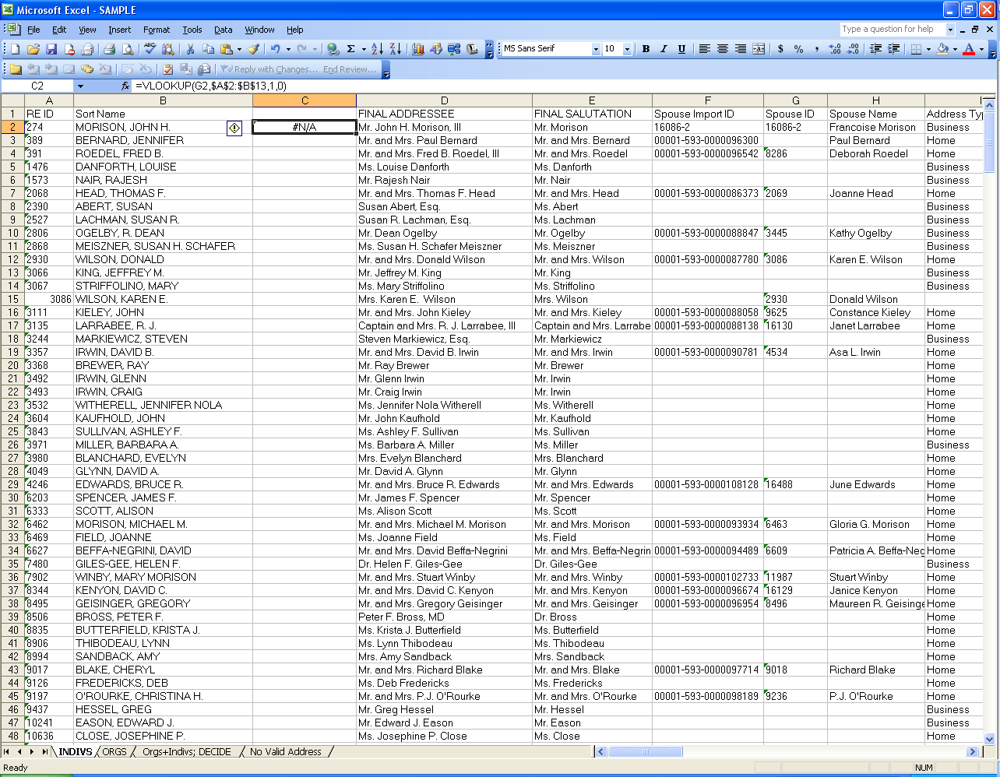 Microsoft Excel - SAMPLE
File Edit View Insert Format Tools Data Window Help Type a question for help
MS Sans Serif 10 B I U $ % ,
Reply with Changes... End Review...
C2 fx =VLOOKUP(G2,$A$2:$B$13,1,0)
A B C D E F G H I
1 RE ID Sort Name FINAL ADDRESSEE FINAL SALUTATION Spouse Import ID Spouse ID Spouse Name Address Ty
2 274 MORISON, JOHN H. #N/A Mr. John H. Morison, III Mr. Morison 16086-2 16086-2 Francoise Morison Business
3 389 BERNARD, JENNIFER Mr. and Mrs. Paul Bernard Mr. and Mrs. Bernard 00001-593-0000096300 Paul Bernard Home
4 391 ROEDEL, FRED B. Mr. and Mrs. Fred B. Roedel, III Mr. and Mrs. Roedel 00001-593-0000096542 8286 Deborah Roedel Home
5 1476 DANFORTH, LOUISE Ms. Louise Danforth Ms. Danforth Business
6 1573 NAIR, RAJESH Mr. Rajesh Nair Mr. Nair Business
7 2068 HEAD, THOMAS F. Mr. and Mrs. Thomas F. Head Mr. and Mrs. Head 00001-593-0000086373 2069 Joanne Head Home
8 2390 ABERT, SUSAN Susan Abert, Esq. Ms. Abert Business
9 2527 LACHMAN, SUSAN R. Susan R. Lachman, Esq. Ms. Lachman Business
10 2806 OGELBY, R. DEAN Mr. Dean Ogelby Mr. Ogelby 00001-593-0000088847 3445 Kathy Ogelby Business
11 2868 MEISZNER, SUSAN H. SCHAFER Ms. Susan H. Schafer Meiszner Ms. Meiszner Business
12 2930 WILSON, DONALD Mr. and Mrs. Donald Wilson Mr. and Mrs. Wilson 00001-593-0000087780 3086 Karen E. Wilson Home
13 3066 KING, JEFFREY M. Mr. Jeffrey M. King Mr. King Business
14 3067 STRIFFOLINO, MARY Ms. Mary Striffolino Ms. Striffolino Business
15 3086 WILSON, KAREN E. Mrs. Karen E. Wilson Mrs. Wilson 2930 Donald Wilson
16 3111 KIELEY, JOHN Mr. and Mrs. John Kieley Mr. and Mrs. Kieley 00001-593-0000088058 9625 Constance Kieley Home
17 3135 LARRABEE, R. J. Captain and Mrs. R. J. Larrabee, III Captain and Mrs. Larrabe 00001-593-0000088138 16130 Janet Larrabee Home
18 3244 MARKIEWICZ, STEVEN Steven Markiewicz, Esq. Mr. Markiewicz Business
19 3357 IRWIN, DAVID B. Mr. and Mrs. David B. Irwin Mr. and Mrs. Irwin 00001-593-0000090781 4534 Asa L. Irwin Home
20 3368 BREWER, RAY Mr. Ray Brewer Mr. Brewer Home
21 3492 IRWIN, GLENN Mr. Glenn Irwin Mr. Irwin Home
22 3493 IRWIN, CRAIG Mr. Craig Irwin Mr. Irwin Home
23 3532 WITHERELL, JENNIFER NOLA Ms. Jennifer Nola Witherell Ms. Witherell Home
24 3604 KAUFHOLD, JOHN Mr. John Kaufhold Mr. Kaufhold Home
25 3843 SULLIVAN, ASHLEY F. Ms. Ashley F. Sullivan Ms. Sullivan Home
26 3971 MILLER, BARBARA A. Ms. Barbara A. Miller Ms. Miller Business
27 3980 BLANCHARD, EVELYN Mrs. Evelyn Blanchard Mrs. Blanchard Home
28 4049 GLYNN, DAVID A. Mr. David A. Glynn Mr. Glynn Home
29 4246 EDWARDS, BRUCE R. Mr. and Mrs. Bruce R. Edwards Mr. and Mrs. Edwards 00001-593-0000108128 16488 June Edwards Home
30 6203 SPENCER, JAMES F. Mr. James F. Spencer Mr. Spencer Home
31 6333 SCOTT, ALISON Ms. Alison Scott Ms. Scott Home
32 6462 MORISON, MICHAEL M. Mr. and Mrs. Michael M. Morison Mr. and Mrs. Morison 00001-593-0000093934 6463 Gloria G. Morison Home
33 6469 FIELD, JOANNE Ms. Joanne Field Ms. Field Home
34 6627 BEFFA-NEGRINI, DAVID Mr. and Mrs. David Beffa-Negrini Mr. and Mrs. Beffa-Negrin 00001-593-0000094489 6609 Patricia A. Beffa-Neg Home
35 7480 GILES-GEE, HELEN F. Dr. Helen F. Giles-Gee Dr. Giles-Gee Business
36 7902 WINBY, MARY MORISON Mr. and Mrs. Stuart Winby Mr. and Mrs. Winby 00001-593-0000102733 11987 Stuart Winby Home
37 8344 KENYON, DAVID C. Mr. and Mrs. David C. Kenyon Mr. and Mrs. Kenyon 00001-593-0000096674 16129 Janice Kenyon Home
38 8495 GEISINGER, GREGORY Mr. and Mrs. Gregory Geisinger Mr. and Mrs. Geisinger 00001-593-0000096954 8496 Maureen R. Geisinge Home
39 8506 BROSS, PETER F. Peter F. Bross, MD Dr. Bross Home
40 8835 BUTTERFIELD, KRISTA J. Ms. Krista J. Butterfield Ms. Butterfield Home
41 8906 THIBODEAU, LYNN Ms. Lynn Thibodeau Ms. Thibodeau Home
42 8994 SANDBACK, AMY Mrs. Amy Sandback Mrs. Sandback Home
43 9017 BLAKE, CHERYL Mr. and Mrs. Richard Blake Mr. and Mrs. Blake 00001-593-0000097714 9018 Richard Blake Home
44 9126 FREDERICKS, DEB Ms. Deb Fredericks Ms. Fredericks Home
45 9197 O'ROURKE, CHRISTINA H. Mr. and Mrs. P.J. O'Rourke Mr. and Mrs. O'Rourke 00001-593-0000098189 9236 P.J. O'Rourke Home
46 9437 HESSEL, GREG Mr. Greg Hessel Mr. Hessel Business
47 10241 EASON, EDWARD J. Mr. Edward J. Eason Mr. Eason Business
48 10636 CLOSE, JOSEPHINE P. Ms. Josephine P. Close Ms. Close Home
INDIVS ORGS Orgs+Indivs; DECIDE No Valid Address
Ready NUM